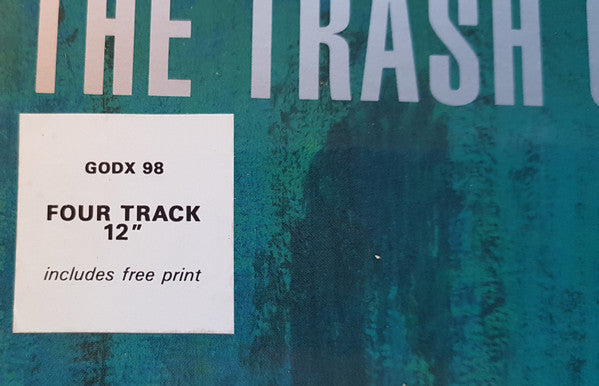 THE TRASH
GODX 98
FOUR TRACK
12”
includes free print